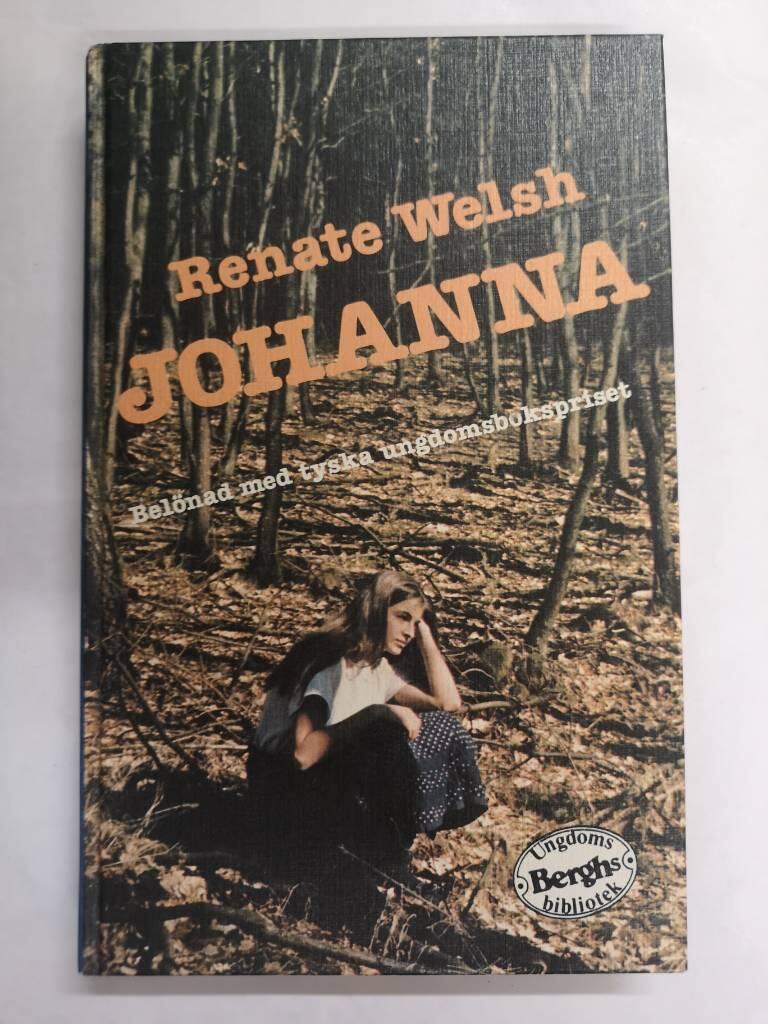 Renate Welsh
JOHANNA
Belönad med tyska ungdomsbokspriset
Ungdoms
Berghs
bibliotek